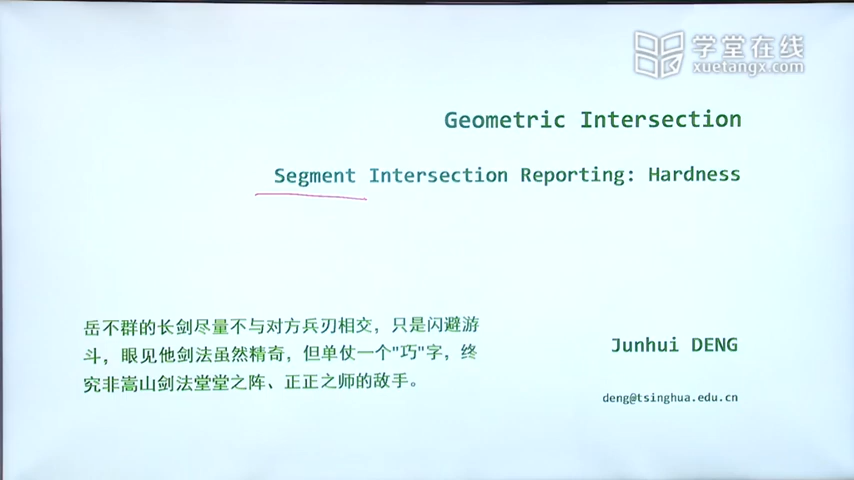 学堂在线
xuetangx.com
Geometric Intersection
Segment Intersection Reporting: Hardness
岳不群的长剑尽量不与对方兵刃相交，只是闪避游
斗，眼见他剑法虽然精奇，但单仗一个"巧"字，终
究非嵩山剑法堂堂之阵、正正之师的敌手。
Junhui DENG
deng@tsinghua.edu.cn